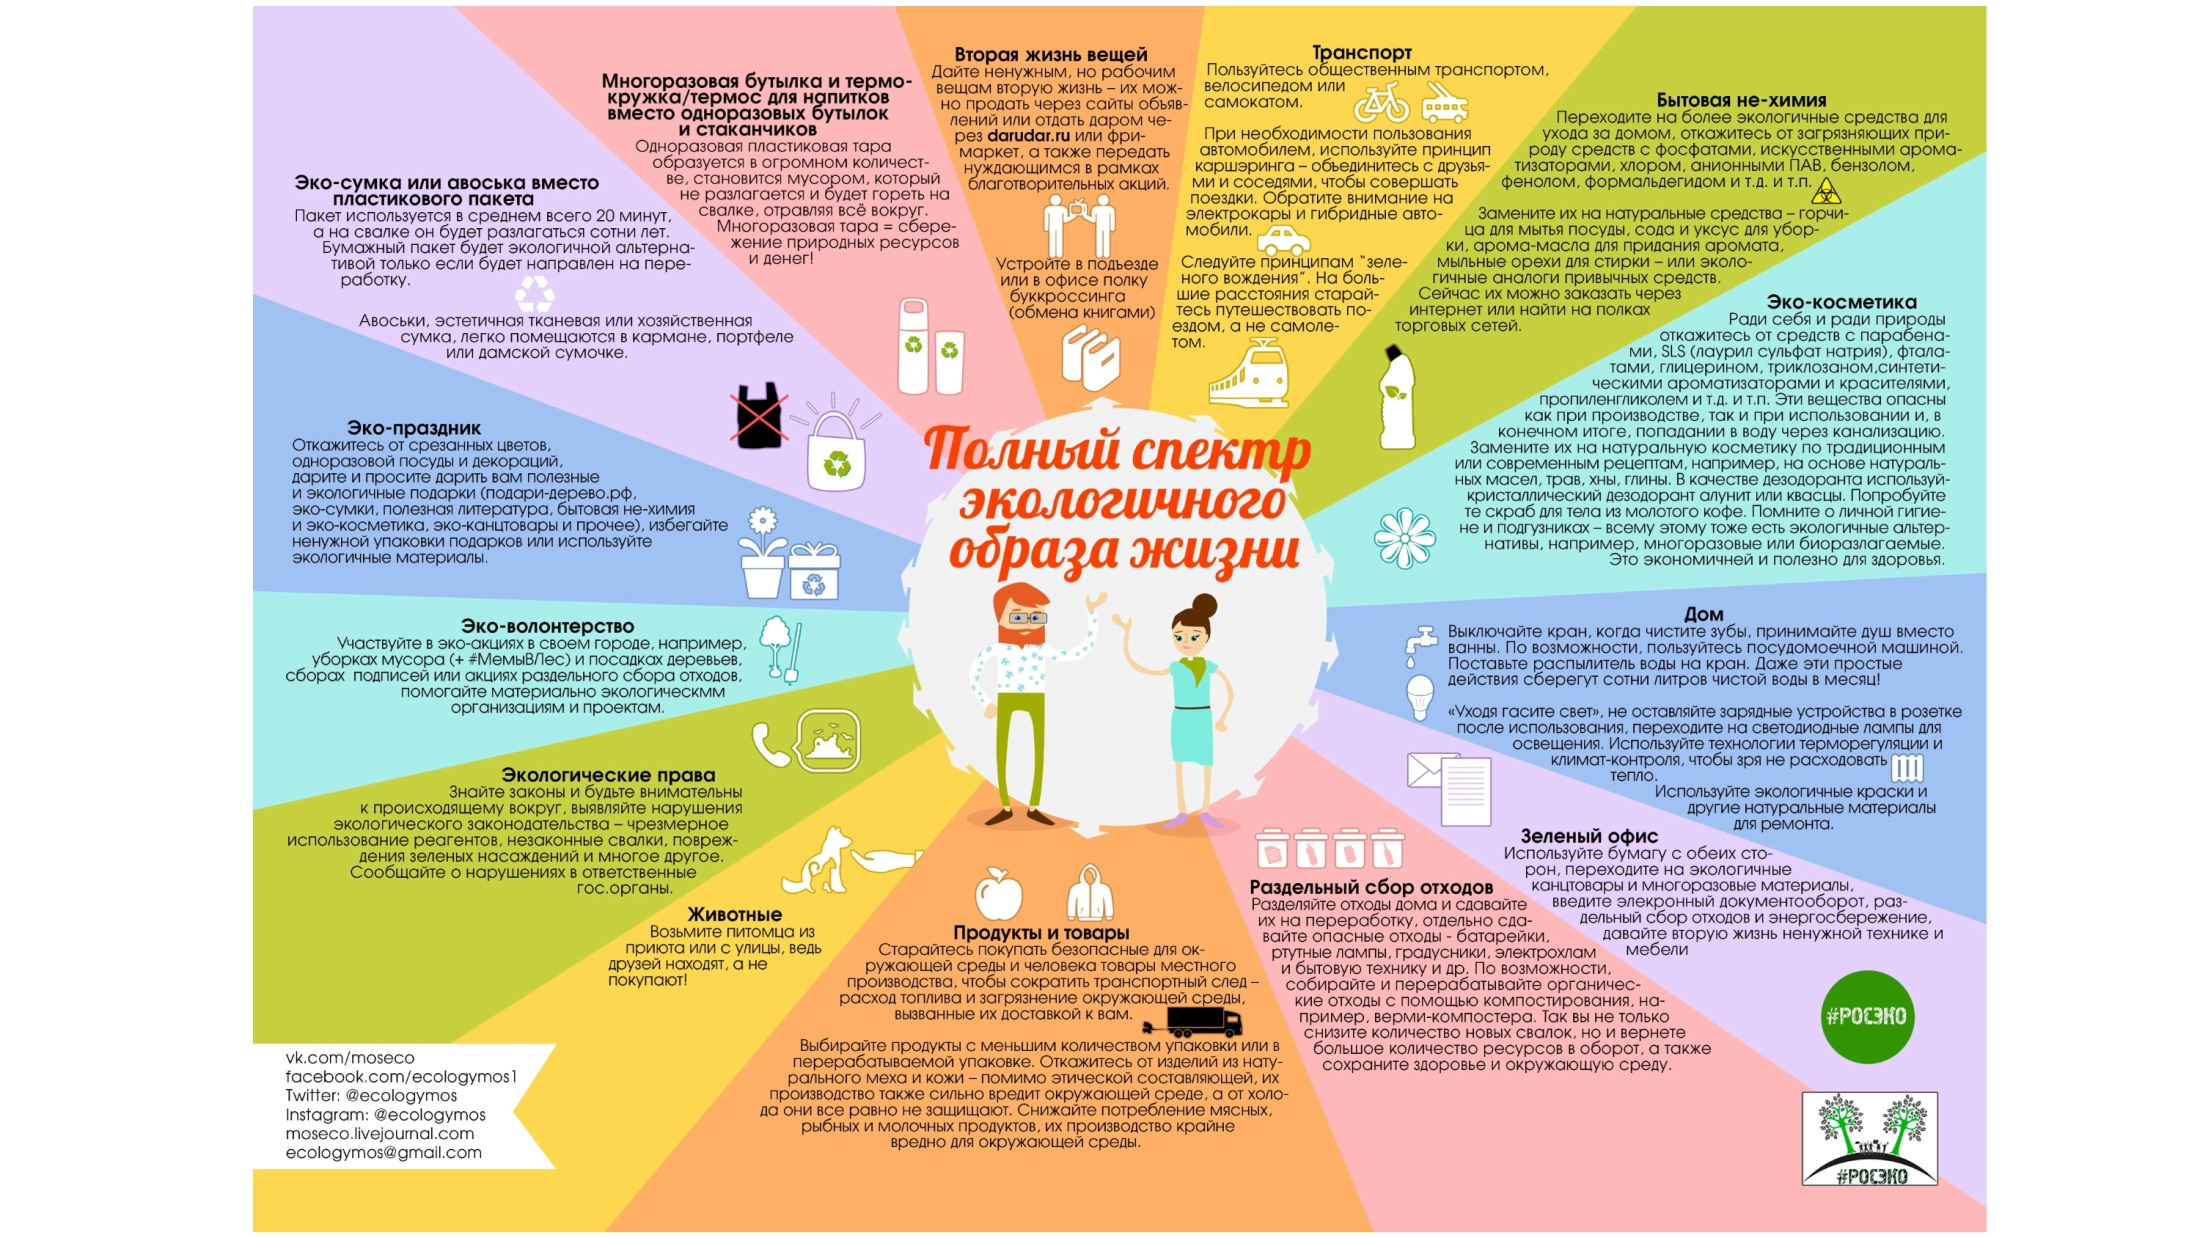 Полный спектр
экологичного
образа жизни
Вторая жизнь вещей
Дайте ненужным, но рабочим
вещам вторую жизнь – их мож-
но продать через сайты объяв-
лений или отдать даром че-
рез darudar.ru или фри-
маркет, а также передать
нуждающимся в рамках
благотворительных акций.
Устройте в подъезде
или в офисе полку
буккроссинга
(обмена книгами)
Транспорт
Пользуйтесь общественным транспортом,
велосипедом или
самокатом.
При необходимости пользования
автомобилем, используйте принцип
каршэринга – объединитесь с друзья-
ми и соседями, чтобы совершать
поездки. Обратите внимание на
электрокары и гибридные авто-
мобили.
Следуйте принципам "зеле-
ного вождения". На боль-
шие расстояния старай-
тесь путешествовать по-
ездом, а не самоле-
том.
Бытовая не-химия
Переходите на более экологичные средства для
ухода за домом, откажитесь от загрязняющих при-
роду средств с фосфатами, искусственными арома-
тизаторами, хлором, анионными ПАВ, бензолом,
фенолом, формальдегидом и т.д. и т.п.
Замените их на натуральные средства – горчи-
ца для мытья посуды, сода и уксус для убор-
ки, арома-масла для придания аромата,
мыльные орехи для стирки – или эколо-
гичные аналоги привычных средств.
Сейчас их можно заказать через
интернет или найти на полках
торговых сетей.
Эко-косметика
Ради себя и ради природы
откажитесь от средств с парабена-
ми, SLS (лаурил сульфат натрия), фтала-
тами, глицерином, триклозаном,синтети-
ческими ароматизаторами и красителями,
пропиленгликолем и т.д. и т.п. Эти вещества опасны
как при производстве, так и при использовании и, в
конечном итоге, попадании в воду через канализацию.
Замените их на натуральную косметику по традиционным
или современным рецептам, например, на основе натураль-
ных масел, трав, хны, глины. В качестве дезодоранта используй-
кристаллический дезодорант алунит или квасцы. Попробуйте
те скраб для тела из молотого кофе. Помните о личной гигие-
не и подгузниках – всему этому тоже есть экологичные альтер-
нативы, например, многоразовые или биоразлагаемые.
Это экономичней и полезно для здоровья.
Дом
Выключайте кран, когда чистите зубы, принимайте душ вместо
ванны. По возможности, пользуйтесь посудомоечной машиной.
Поставьте распылитель воды на кран. Даже эти простые
действия сберегут сотни литров чистой воды в месяц!
«Уходя гасите свет», не оставляйте зарядные устройства в розетке
после использования, переходите на светодиодные лампы для
освещения. Используйте технологии терморегуляции и
климат-контроля, чтобы зря не расходовать
тепло.
Используйте экологичные краски и
другие натуральные материалы
для ремонта.
Зеленый офис
Используйте бумагу с обеих сто-
рон, переходите на экологичные
канцтовары и многоразовые материалы,
введите элекронный документооборот, раз-
дельный сбор отходов и энергосбережение,
давайте вторую жизнь ненужной технике и
мебели
Раздельный сбор отходов
Разделяйте отходы дома и сдавайте
их на переработку, отдельно сда-
вайте опасные отходы - батарейки,
ртутные лампы, градусники, электрохлам
и бытовую технику и др. По возможности,
собирайте и перерабатывайте органичес-
кие отходы с помощью компостирования, на-
пример, верми-компостера. Так вы не только
снизите количество новых свалок, но и вернете
большое количество ресурсов в оборот, а также
сохраните здоровье и окружающую среду.
Продукты и товары
Старайтесь покупать безопасные для ок-
ружающей среды и человека товары местного
производства, чтобы сократить транспортный след –
расход топлива и загрязнение окружающей среды,
вызванные их доставкой к вам.
Выбирайте продукты с меньшим количеством упаковки или в
перерабатываемой упаковке. Откажитесь от изделий из нату-
рального меха и кожи – помимо этической составляющей, их
производство также сильно вредит окружающей среде, а от холо-
да они все равно не защищают. Снижайте потребление мясных,
рыбных и молочных продуктов, их производство крайне
вредно для окружающей среды.
Животные
Возьмите питомца из
приюта или с улицы, ведь
друзей находят, а не
покупают!
Экологические права
Знайте законы и будьте внимательны
к происходящему вокруг, выявляйте нарушения
экологического законодательства – чрезмерное
использование реагентов, незаконные свалки, повреж-
дения зеленых насаждений и многое другое.
Сообщайте о нарушениях в ответственные
гос.органы.
Эко-волонтерство
Участвуйте в эко-акциях в своем городе, например,
уборках мусора (+ #МемыВЛес) и посадках деревьев,
сборах подписей или акциях раздельного сбора отходов,
помогайте материально экологическмм
организациям и проектам.
Эко-праздник
Откажитесь от срезанных цветов,
одноразовой посуды и декораций,
дарите и просите дарить вам полезные
и экологичные подарки (подари-дерево.рф,
эко-сумки, полезная литература, бытовая не-химия
и эко-косметика, эко-канцтовары и прочее), избегайте
ненужной упаковки подарков или используйте
экологичные материалы.
Эко-сумка или авоська вместо
пластикового пакета
Пакет используется в среднем всего 20 минут,
а на свалке он будет разлагаться сотни лет.
Бумажный пакет будет экологичной альтерна-
тивой только если будет направлен на пере-
работку.
Авоськи, эстетичная тканевая или хозяйственная
сумка, легко помещаются в кармане, портфеле
или дамской сумочке.
Многоразовая бутылка и термо-
кружка/термос для напитков
вместо одноразовых бутылок
и стаканчиков
Одноразовая пластиковая тара
образуется в огромном количест-
ве, становится мусором, который
не разлагается и будет гореть на
свалке, отравляя всё вокруг.
Многоразовая тара = сбере-
жение природных ресурсов
и денег!
vk.com/moseco
facebook.com/ecologymos1
Twitter: @ecologymos
Instagram: @ecologymos
moseco.livejournal.com
ecologymos@gmail.com
#РОСЭКО
#РОСЭКО